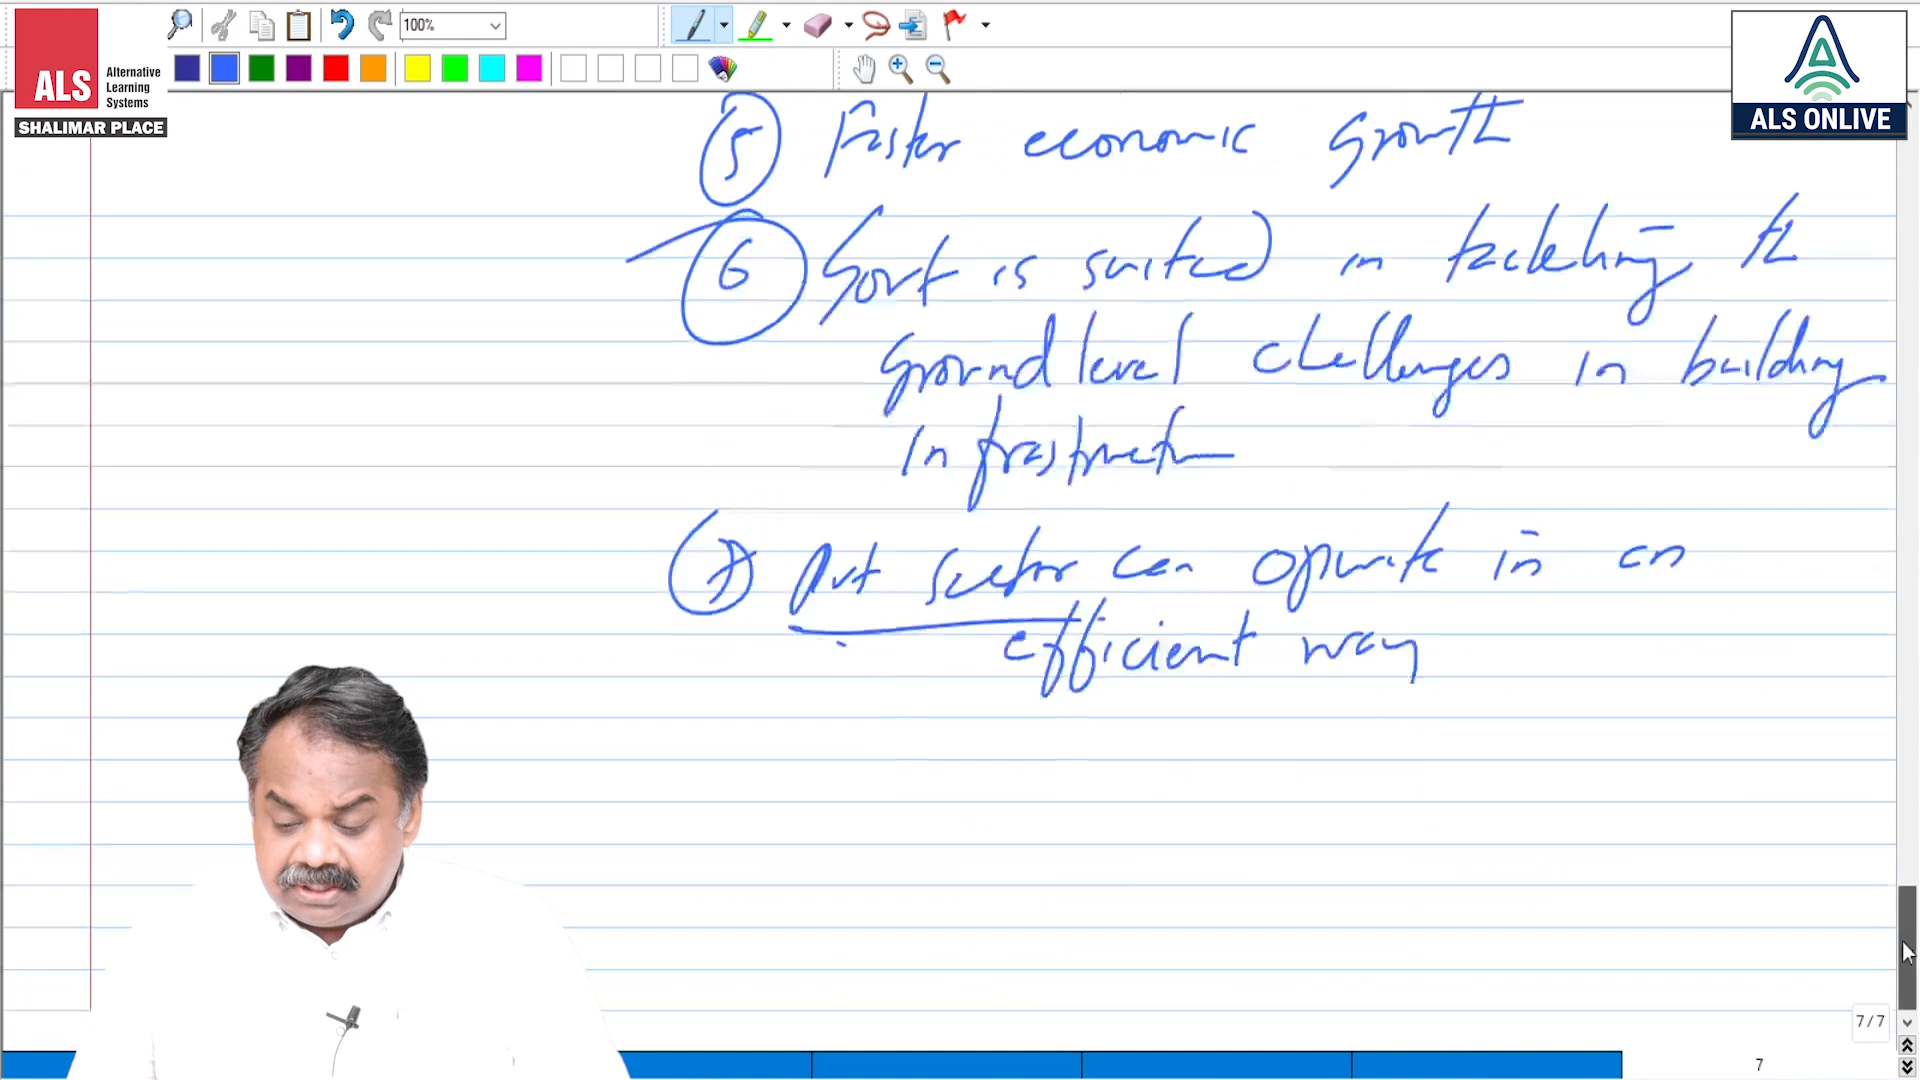 100%
ALS
Alternative
Learning
Systems
SHALIMAR PLACE
ALS ONLIVE
5 Faster economic growth
6 Govt is suited in tackling the
ground level challenges in building
infrastructure
7 Pvt sector can operate in an
efficient way
7/7
7